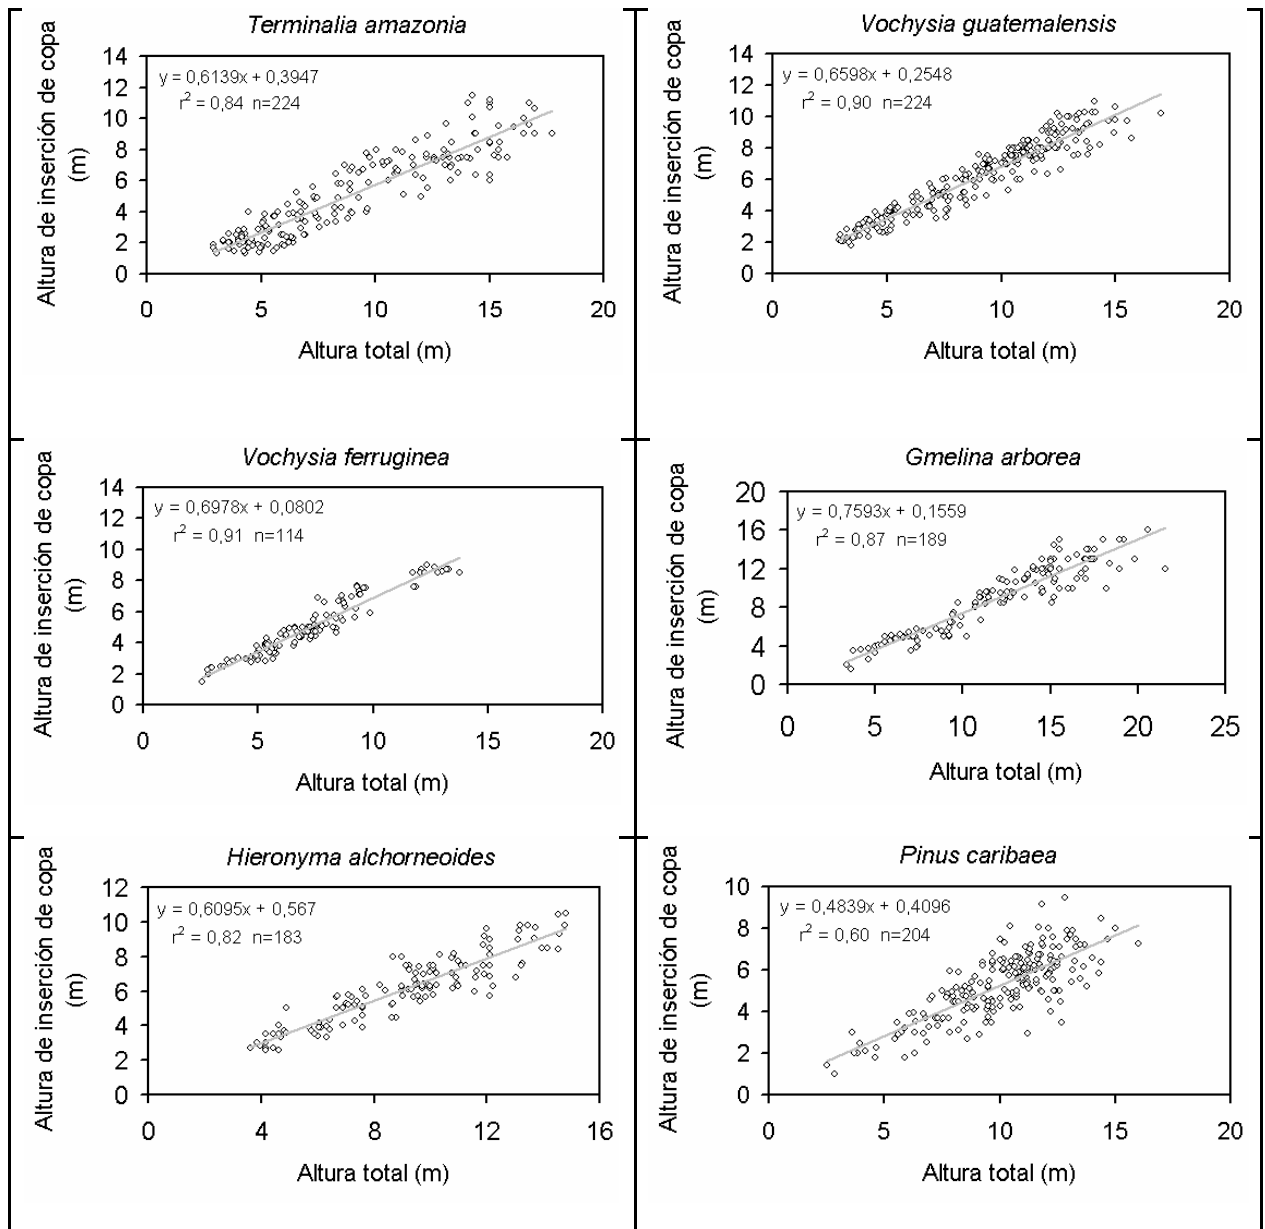 Terminalia amazonia
Altura de inserción de copa
(m)
14
12
10
8
6
4
2
0
y = 0,6139x + 0,3947
r² = 0,84 n=224
0 5 10 15 20
Altura total (m)
Vochysia guatemalensis
Altura de inserción de copa
(m)
14
12
10
8
6
4
2
0
y = 0,6598x + 0,2548
r² = 0,90 n=224
0 5 10 15 20
Altura total (m)
Vochysia ferruginea
Altura de inserción de copa
(m)
14
12
10
8
6
4
2
0
y = 0,6978x + 0,0802
r² = 0,91 n=114
0 5 10 15 20
Altura total (m)
Gmelina arborea
Altura de inserción de copa
(m)
20
16
12
8
4
0
y = 0,7593x + 0,1559
r² = 0,87 n=189
0 5 10 15 20 25
Altura total (m)
Hieronyma alchorneoides
Altura de inserción de copa
(m)
12
10
8
6
4
2
0
y = 0,6095x + 0,567
r² = 0,82 n=183
0 4 8 12 16
Altura total (m)
Pinus caribaea
Altura de inserción de copa
(m)
10
8
6
4
2
0
y = 0,4839x + 0,4096
r² = 0,60 n=204
0 5 10 15 20
Altura total (m)